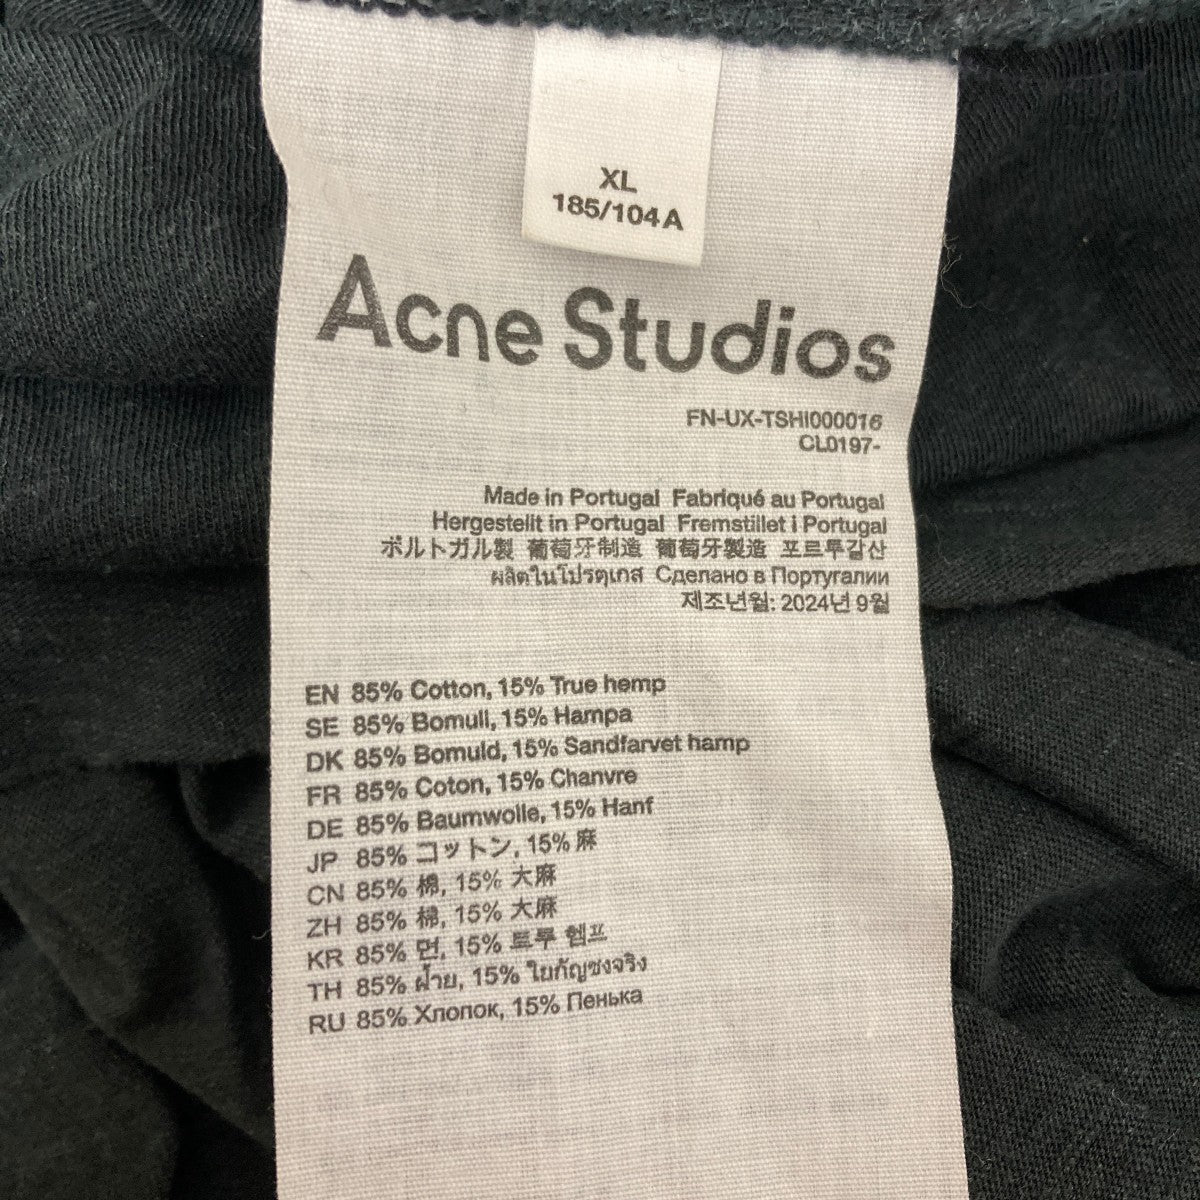 XL
185/104A
Acne Studios
FN-UX-TSHI000016
CL0197-
Made in Portugal Fabriqué au Portugal
Hergestellt in Portugal Fremstillet i Portugal
ポルトガル製 葡萄牙制造 葡萄牙製造 포르투갈산
ผลิตในโปรตุเกส Сделано в Португалии
제조년월: 2024년 9월
EN 85% Cotton, 15% True hemp
SE 85% Bomull, 15% Hampa
DK 85% Bomuld, 15% Sandfarvet hamp
FR 85% Coton, 15% Chanvre
DE 85% Baumwolle, 15% Hanf
JP 85% コットン, 15% 麻
CN 85% 棉, 15% 大麻
ZH 85% 棉, 15% 大麻
KR 85% 면, 15% 트루 헴프
TH 85% ฝ้าย, 15% ใยกัญชงจริง
RU 85% Хлопок, 15% Пенька